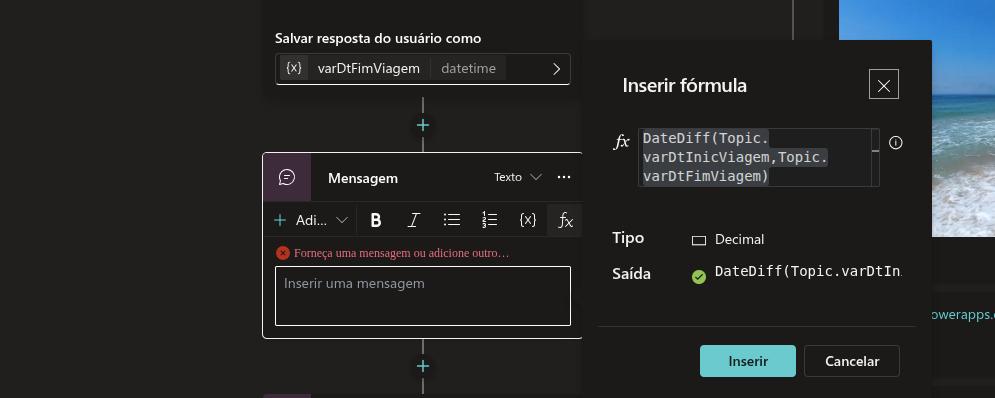 Salvar resposta do usuário como
{x} varDtFimViagem datetime
Mensagem
Texto
Adi...
B
I
{x}
fx
Forneça uma mensagem ou adicione outro…
Inserir uma mensagem
Inserir fórmula
fx
DateDiff(Topic.
varDtInicViagem,Topic.
varDtFimViagem)
Tipo
Decimal
Saída
DateDiff(Topic.varDtIn
Inserir
Cancelar
owerapps.